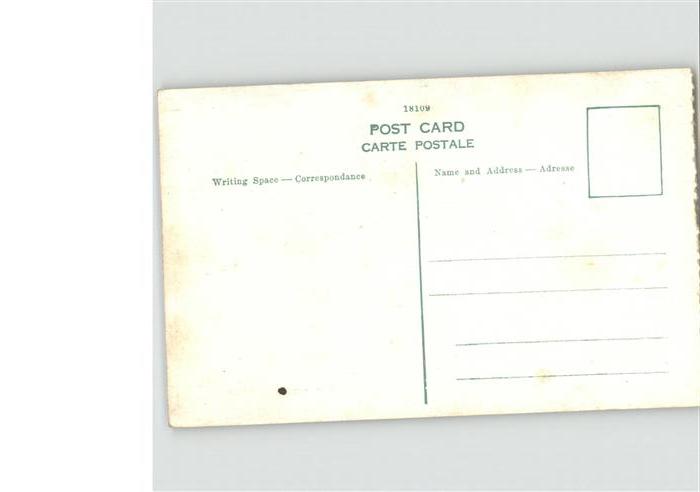 18109
POST CARD
CARTE POSTALE
Writing Space — Correspondance
Name and Address — Adresse